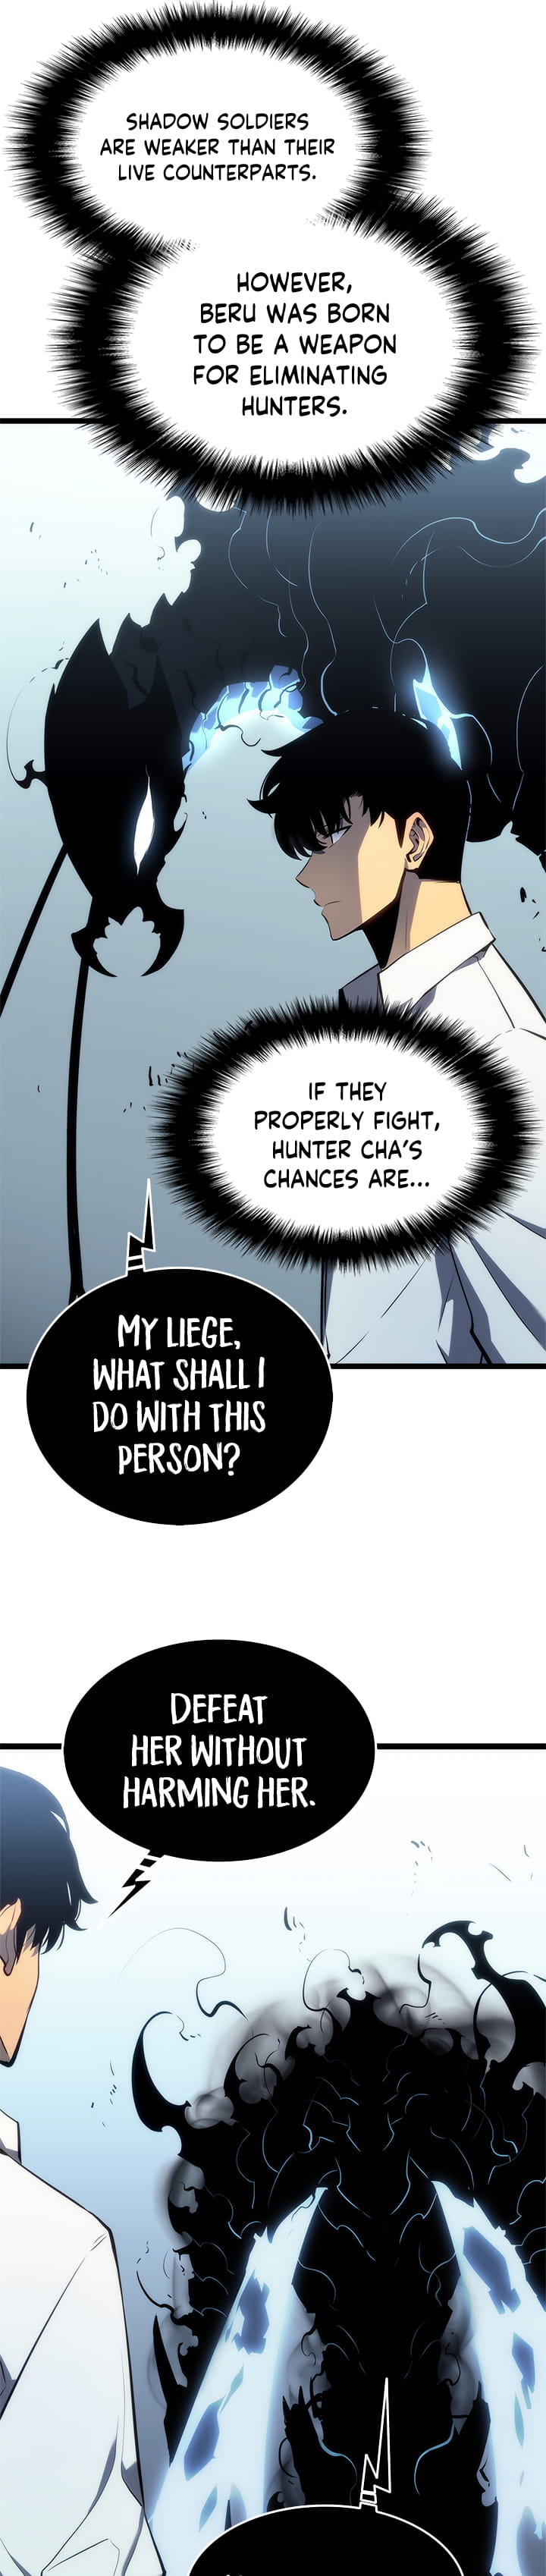 SHADOW SOLDIERS
ARE WEAKER THAN THEIR
LIVE COUNTERPARTS.
HOWEVER,
BERU WAS BORN
TO BE A WEAPON
FOR ELIMINATING
HUNTERS.
IF THEY
PROPERLY FIGHT,
HUNTER CHA'S
CHANCES ARE...
MY LIEGE,
WHAT SHALL I
DO WITH THIS
PERSON?
DEFEAT
HER WITHOUT
HARMING HER.